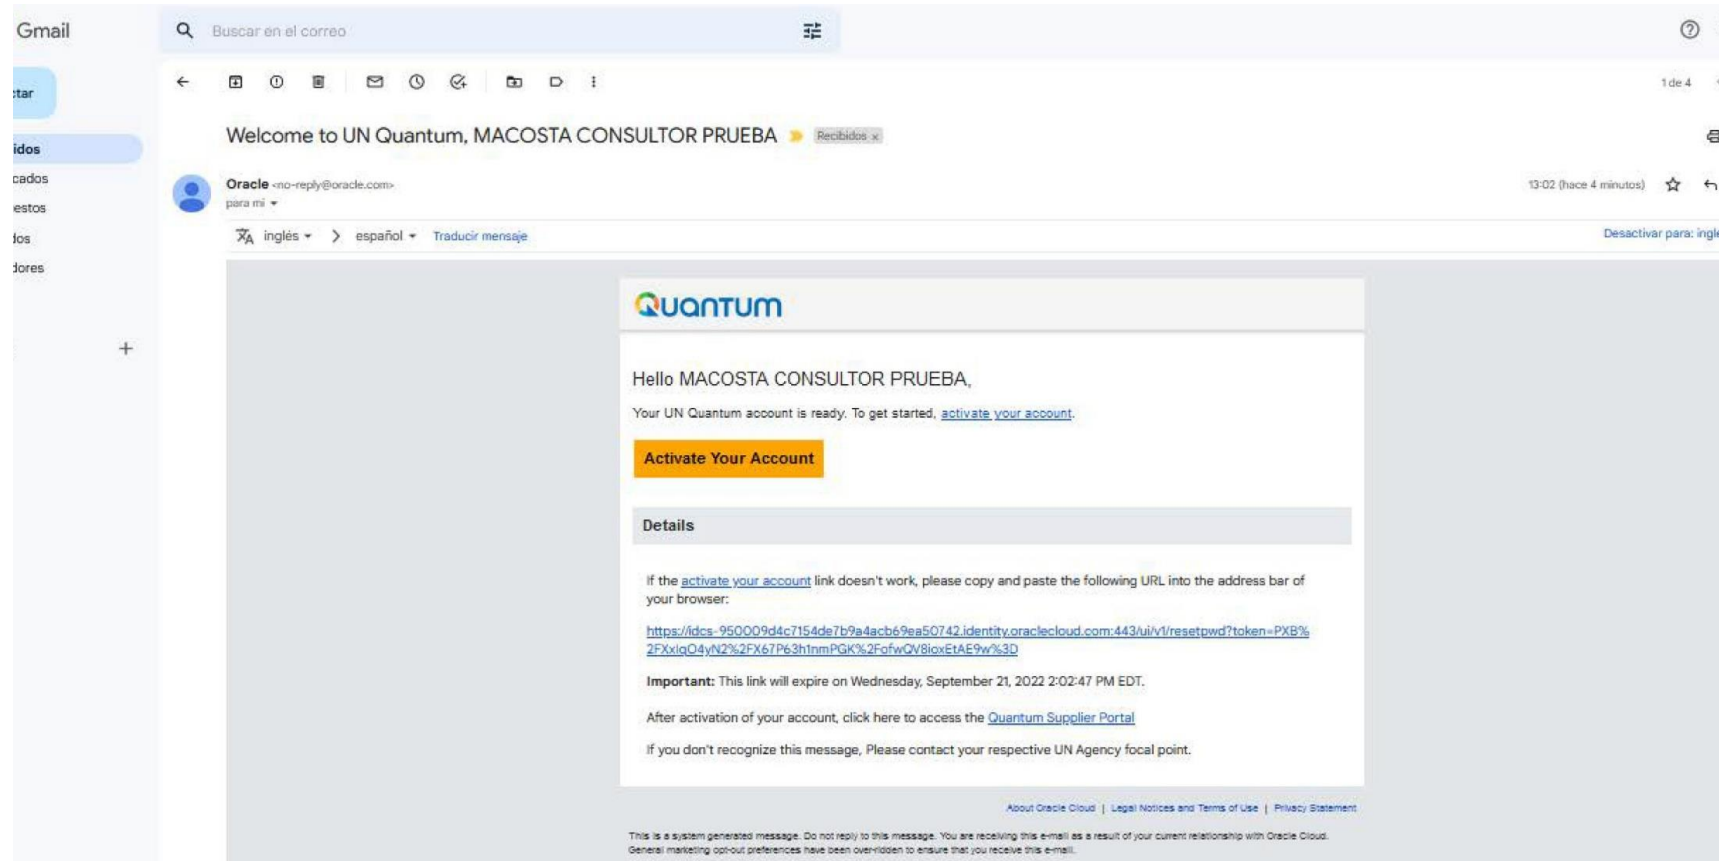 Gmail
Buscar en el correo
ctar
1 de 4
idos
Welcome to UN Quantum, MACOSTA CONSULTOR PRUEBA
Recibidos x
cados
Oracle <no-reply@oracle.com>
13:02 (hace 4 minutos)
para mi
estos
inglés > español Traducir mensaje
Desactivar para: inglé
dos
dores
QUANTUM
+
Hello MACOSTA CONSULTOR PRUEBA,
Your UN Quantum account is ready. To get started, activate your account.
Activate Your Account
Details
If the activate your account link doesn't work, please copy and paste the following URL into the address bar of
your browser:
https://idcs-950009d4c7154de7b9a4acb69ea50742.identity.oraclecloud.com:443/ui/v1/resetpwd?token=PXB%
2FXxIqO4yN2%2FX67P63h1nmPGK%2FofwQV8ioxEtAE9w%3D
Important: This link will expire on Wednesday, September 21, 2022 2:02:47 PM EDT.
After activation of your account, click here to access the Quantum Supplier Portal
If you don't recognize this message, Please contact your respective UN Agency focal point.
About Oracle Cloud | Legal Notices and Terms of Use | Privacy Statement
This is a system generated message. Do not reply to this message. You are receiving this e-mail as a result of your current relationship with Oracle Cloud.
General marketing opt-out preferences have been over-ridden to ensure that you receive this e-mail.